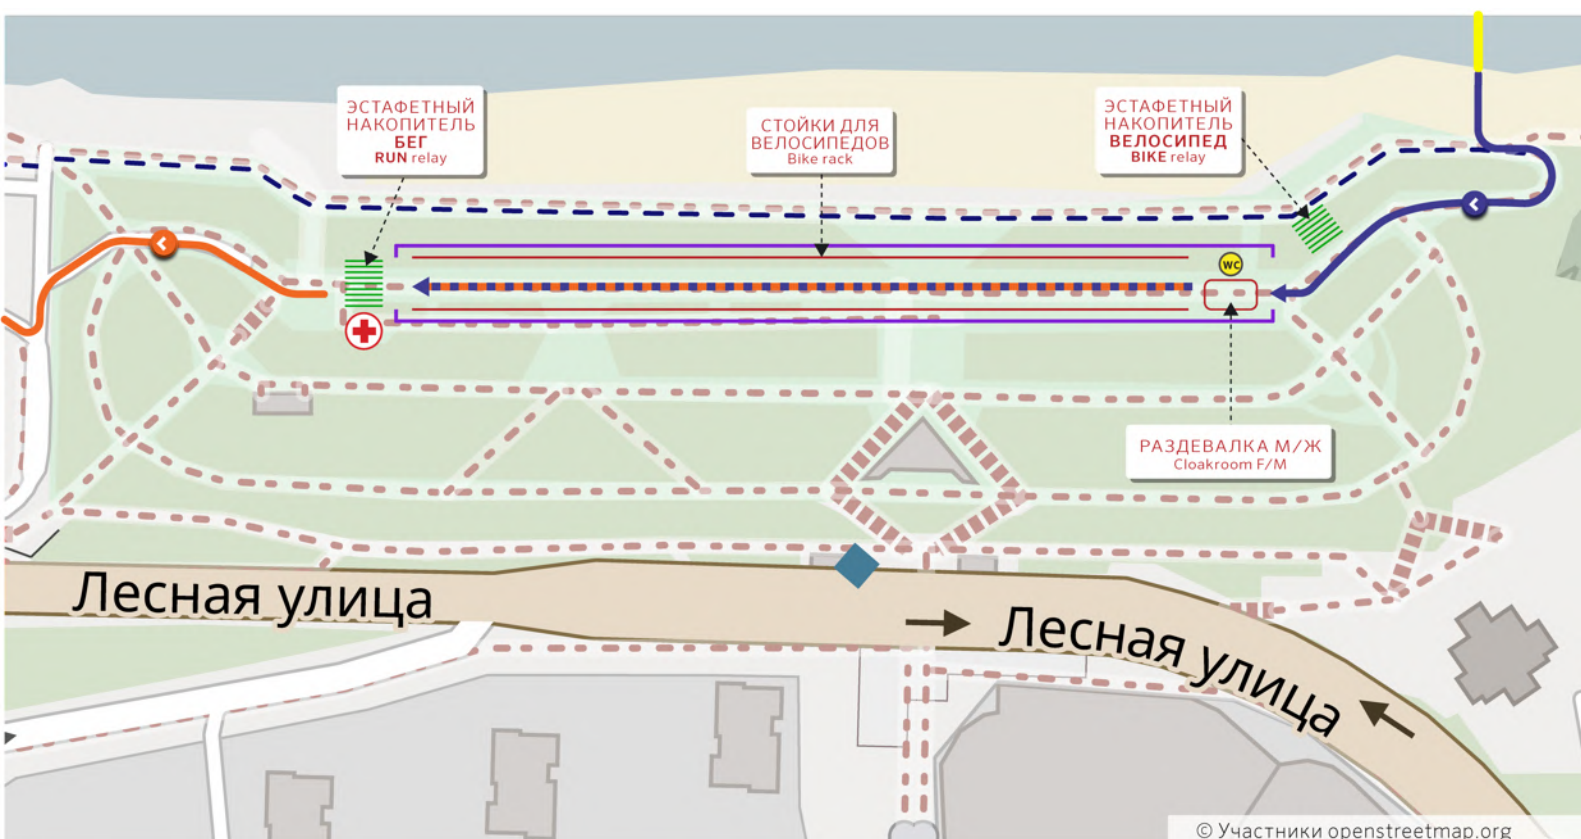 ЭСТАФЕТНЫЙ
НАКОПИТЕЛЬ
БЕГ
RUN relay
СТОЙКИ ДЛЯ
ВЕЛОСИПЕДОВ
Bike rack
ЭСТАФЕТНЫЙ
НАКОПИТЕЛЬ
ВЕЛОСИПЕД
BIKE relay
WC
РАЗДЕВАЛКА М/Ж
Cloakroom F/M
Лесная улица
Лесная улица
© Участники openstreetmap.org